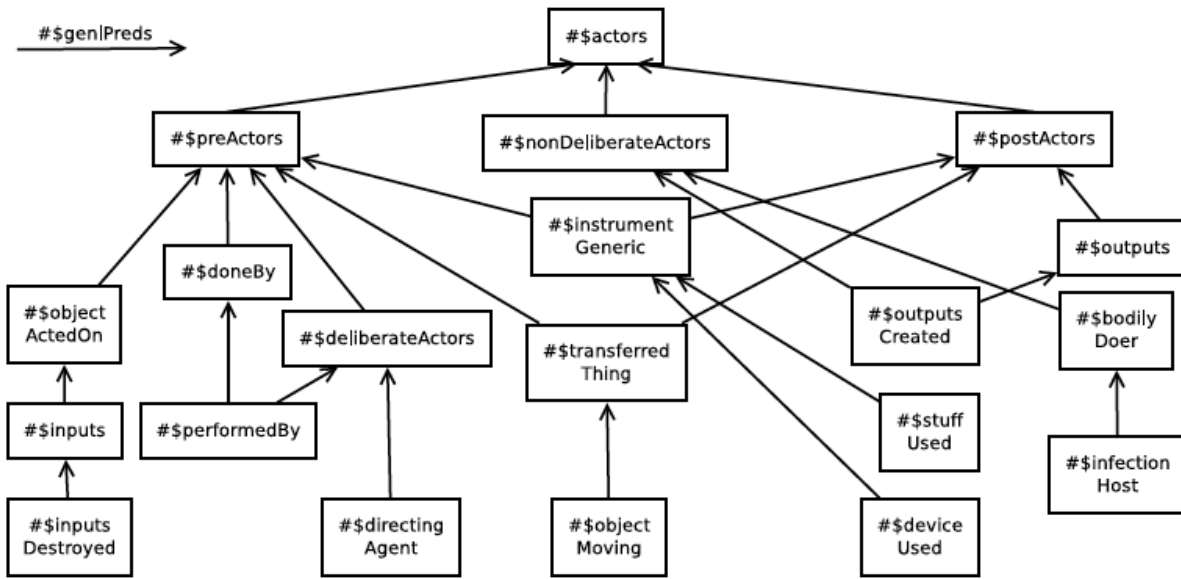 #$genlPreds
#$actors
#$preActors
#$nonDeliberateActors
#$postActors
#$instrument
Generic
#$outputs
#$doneBy
#$object
ActedOn
#$deliberateActors
#$transferred
Thing
#$outputs
Created
#$bodily
Doer
#$inputs
#$performedBy
#$stuff
Used
#$infection
Host
#$inputs
Destroyed
#$directing
Agent
#$object
Moving
#$device
Used